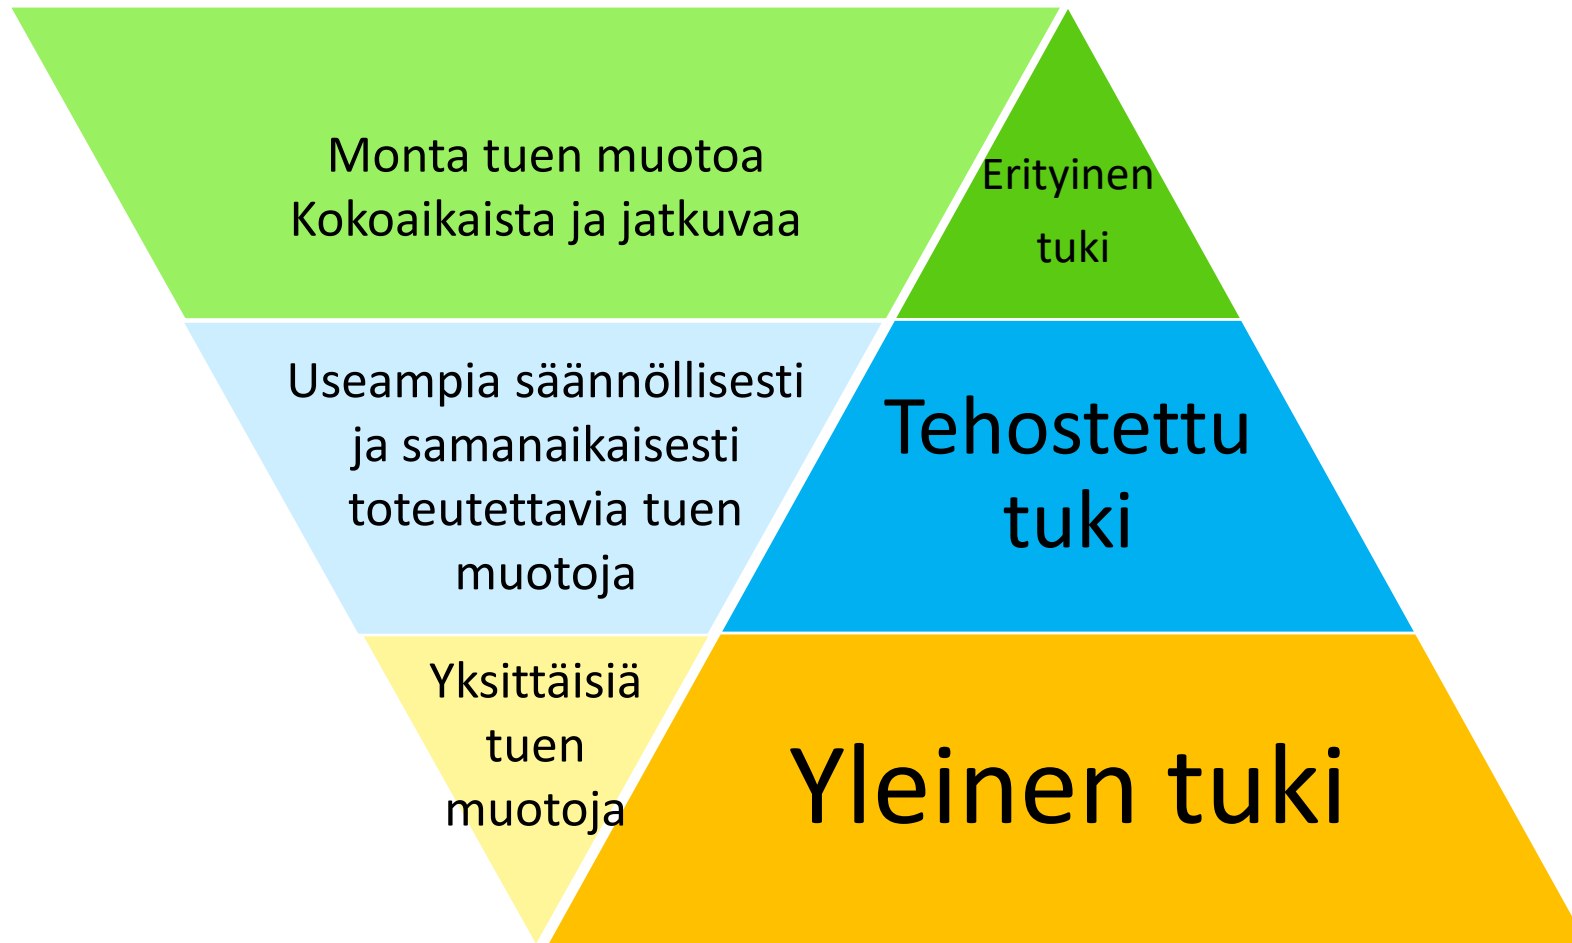 Monta tuen muotoa
Kokoaikaista ja jatkuvaa
Erityinen
tuki
Useampia säännöllisesti
ja samanaikaisesti
toteutettavia tuen
muotoja
Tehostettu
tuki
Yksittäisiä
tuen
muotoja
Yleinen tuki